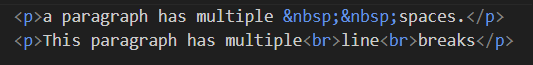 <p>a paragraph has multiple &nbsp;&nbsp;spaces.</p>
<p>This paragraph has multiple<br>line<br>breaks</p>